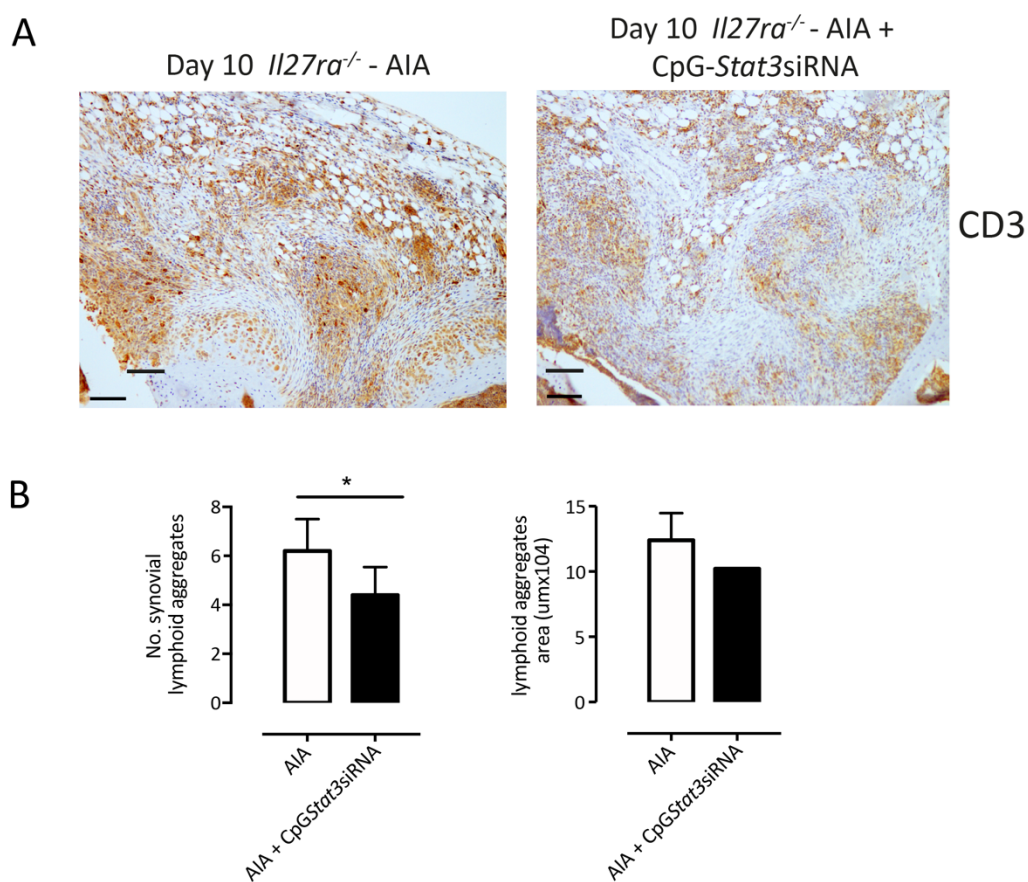 A
Day 10 Il27ra-/- - AIA
Day 10 Il27ra-/- - AIA +
CpG-Stat3siRNA
CD3
B
No. synovial
lymphoid aggregates
8
6
4
2
0
*
AIA
AIA + CpGStat3siRNA
lymphoid aggregates
area (umx104)
15
10
5
0
AIA
AIA + CpGStat3siRNA